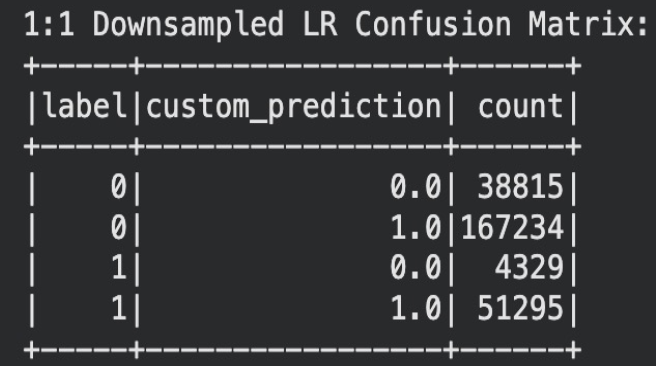 1:1 Downsampled LR Confusion Matrix:
+-----+-----------------+------+
|label|custom_prediction| count|
+-----+-----------------+------+
|    0|              0.0| 38815|
|    0|              1.0|167234|
|    1|              0.0|  4329|
|    1|              1.0| 51295|
+-----+-----------------+------+